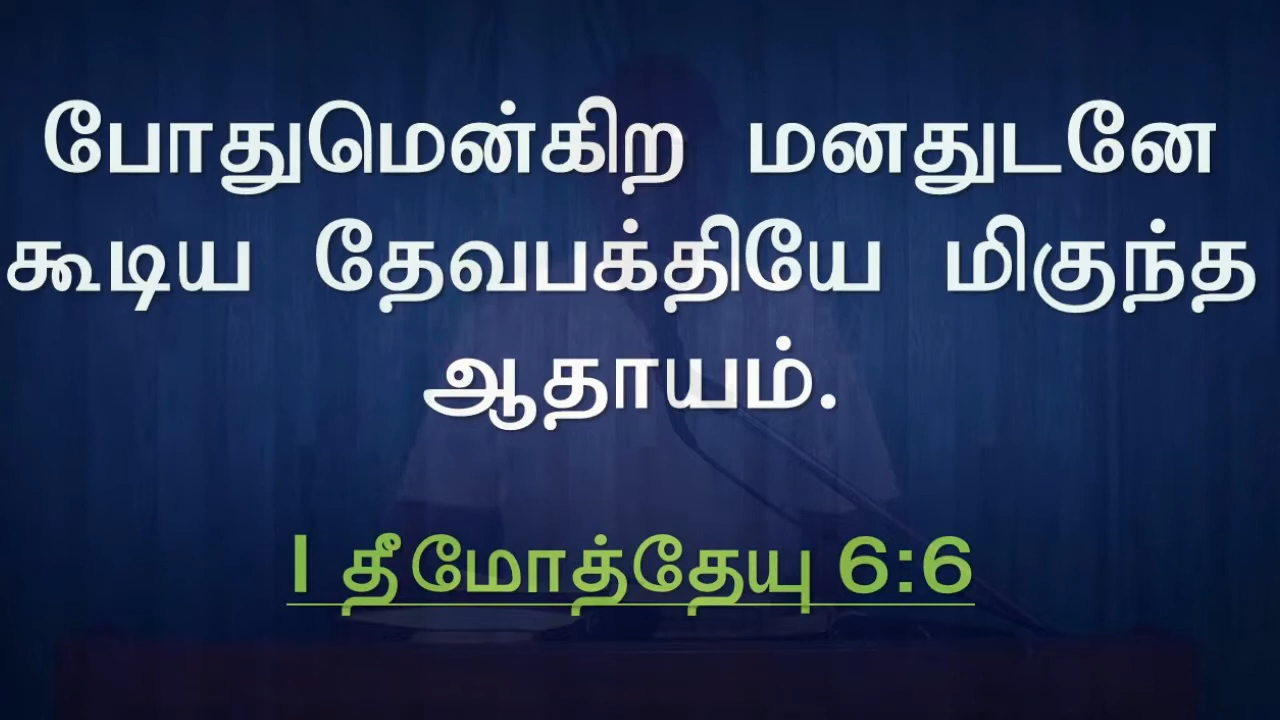 போதுமென்கிற மனதுடனே
கூடிய தேவபக்தியே மிகுந்த
ஆதாயம்.
I தீமோத்தேயு 6:6